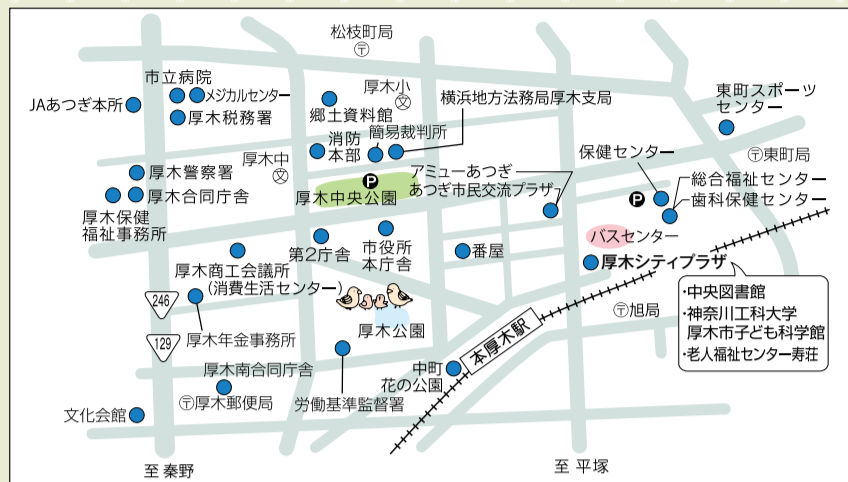 松枝町局
〒
市立病院
メジカルセンター
JAあつぎ本所
厚木税務署
郷土資料館
厚木小
文
横浜地方法務局厚木支局
東町スポーツ
センター
消防
本部
簡易裁判所
厚木中
文
保健センター
〒東町局
厚木警察署
厚木合同庁舎
厚木保健
福祉事務所
P
厚木中央公園
アミューあつぎ
あつぎ市民交流プラザ
P
総合福祉センター
歯科保健センター
バスセンター
第2庁舎
市役所
本庁舎
番屋
厚木シティプラザ
・中央図書館
・神奈川工科大学
厚木市子ども科学館
・老人福祉センター寿荘
厚木商工会議所
(消費生活センター)
246
厚木年金事務所
129
厚木公園
本厚木駅
〒旭局
厚木南合同庁舎
〒厚木郵便局
労働基準監督署
中町
花の公園
文化会館
至 秦野
至 平塚